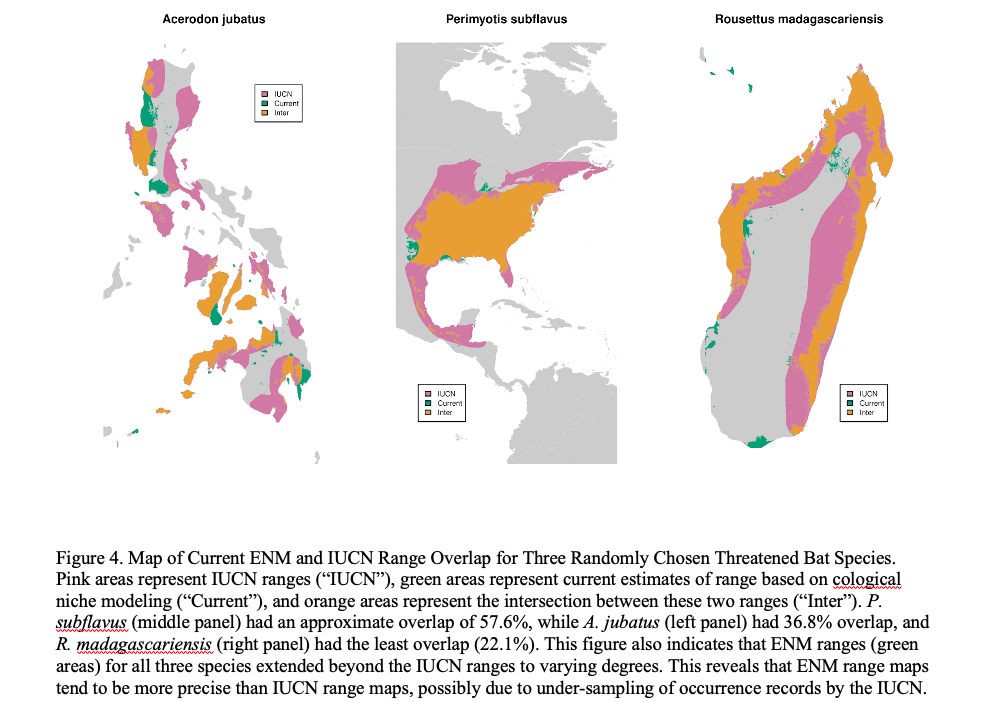 Acerodon jubatus
Perimyotis subflavus
Rousettus madagascariensis
IUCN
Current
Inter
IUCN
Current
Inter
IUCN
Current
Inter
Figure 4. Map of Current ENM and IUCN Range Overlap for Three Randomly Chosen Threatened Bat Species.
Pink areas represent IUCN ranges (“IUCN”), green areas represent current estimates of range based on cological
niche modeling (“Current”), and orange areas represent the intersection between these two ranges (“Inter”). P.
subflavus (middle panel) had an approximate overlap of 57.6%, while A. jubatus (left panel) had 36.8% overlap, and
R. madagascariensis (right panel) had the least overlap (22.1%). This figure also indicates that ENM ranges (green
areas) for all three species extended beyond the IUCN ranges to varying degrees. This reveals that ENM range maps
tend to be more precise than IUCN range maps, possibly due to under-sampling of occurrence records by the IUCN.